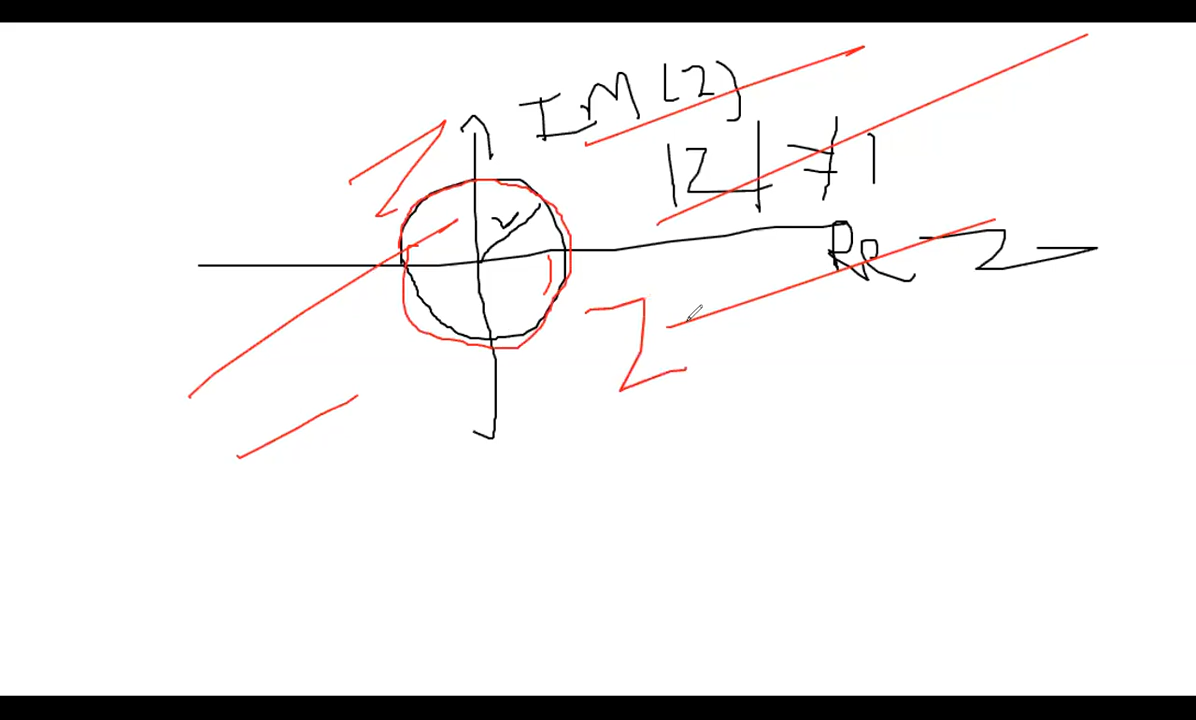 IM(Z)
|Z| ≠ 1
Z
r
Re Z
Z